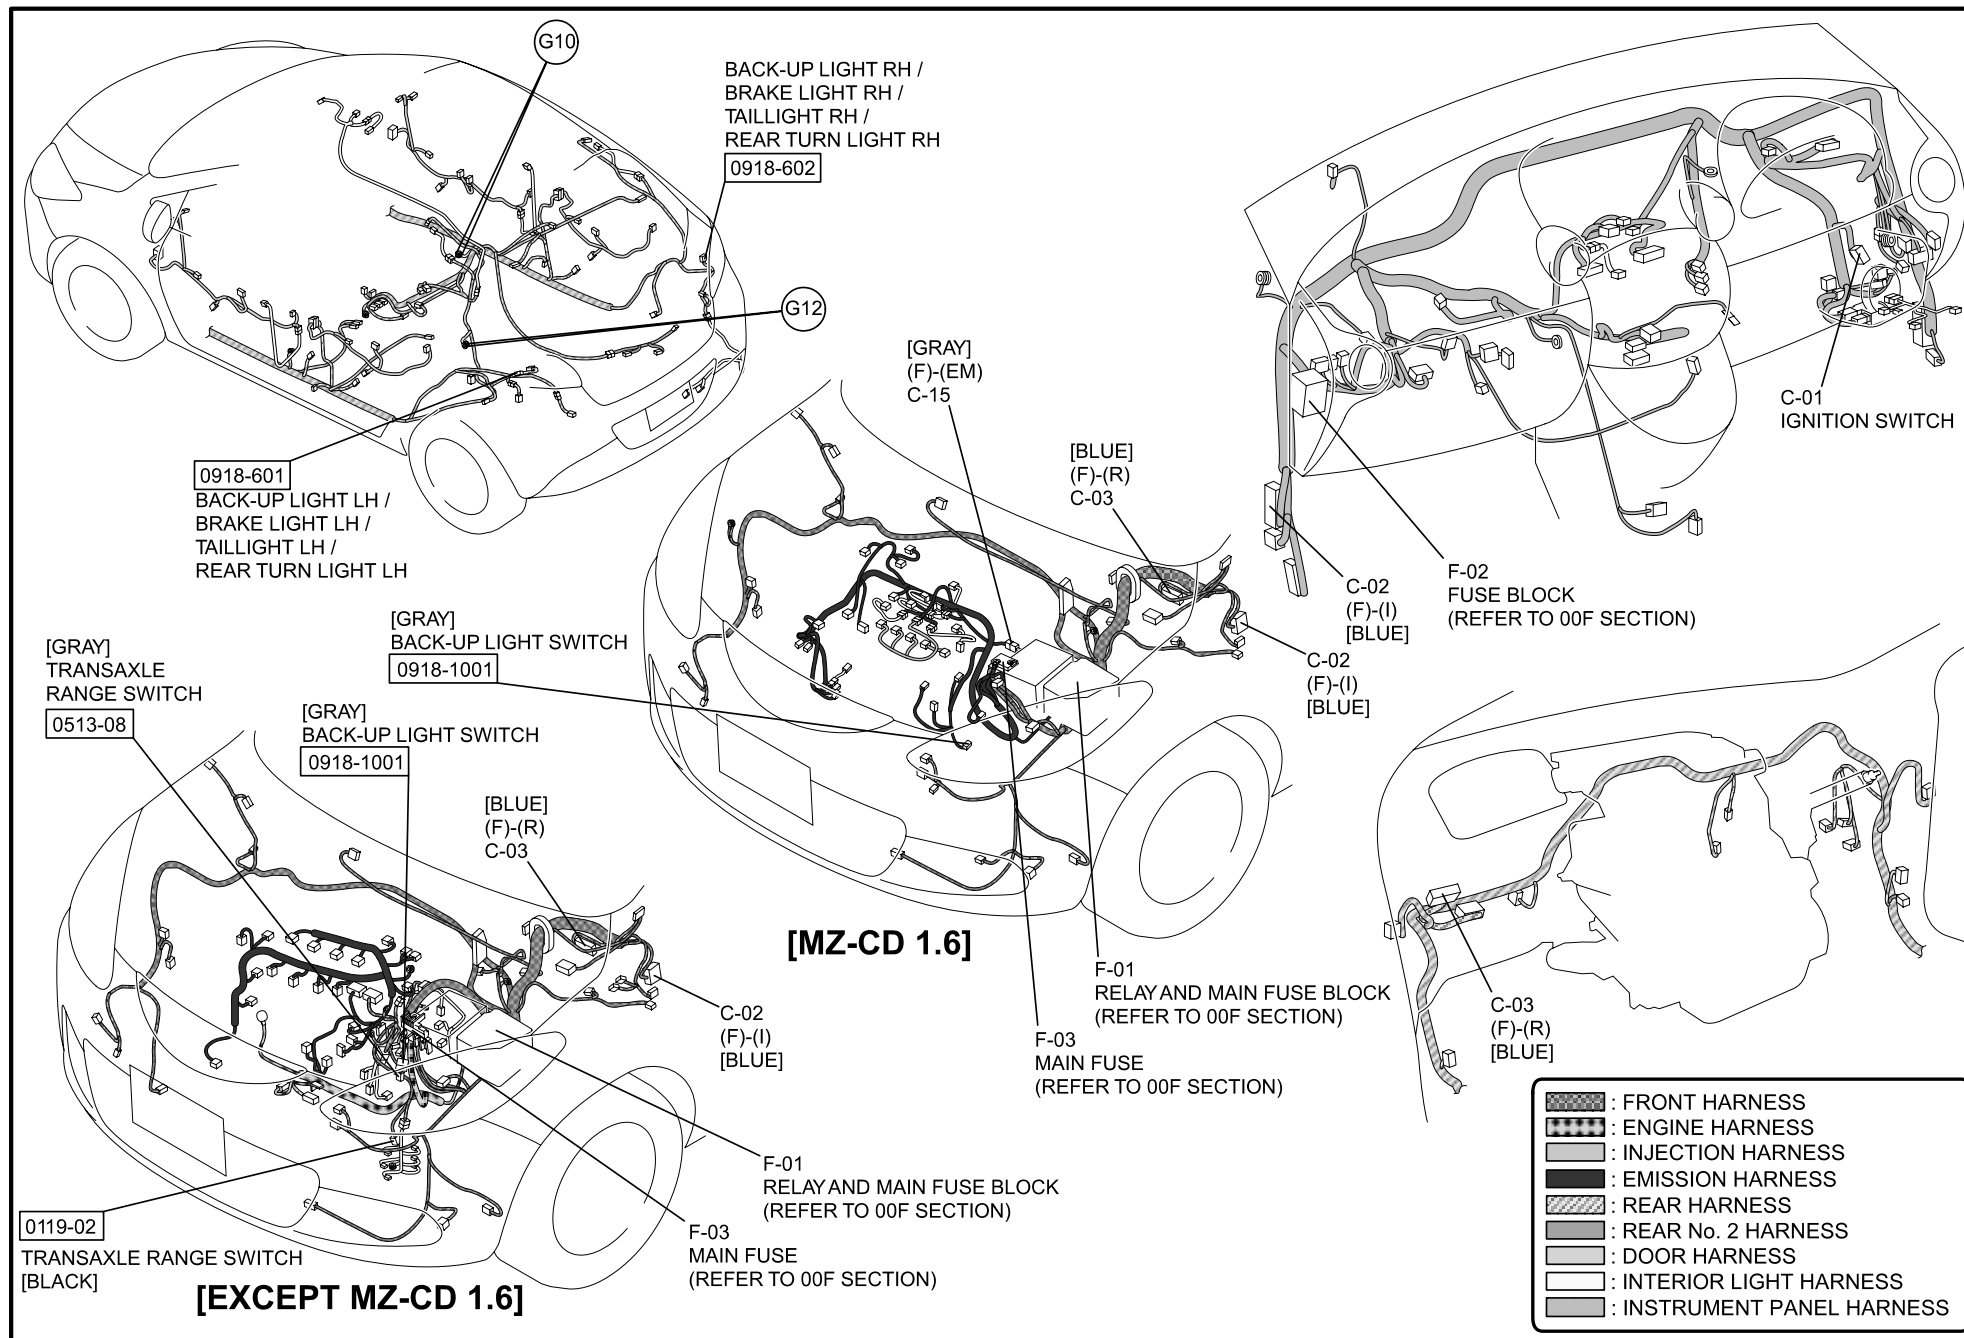 G10
BACK-UP LIGHT RH /
BRAKE LIGHT RH /
TAILLIGHT RH /
REAR TURN LIGHT RH
0918-602
G12
0918-601
BACK-UP LIGHT LH /
BRAKE LIGHT LH /
TAILLIGHT LH /
REAR TURN LIGHT LH
C-01
IGNITION SWITCH
F-02
FUSE BLOCK
(REFER TO 00F SECTION)
C-02
(F)-(I)
[BLUE]
[GRAY]
(F)-(EM)
C-15
[BLUE]
(F)-(R)
C-03
C-02
(F)-(I)
[BLUE]
[GRAY]
BACK-UP LIGHT SWITCH
0918-1001
[MZ-CD 1.6]
F-01
RELAY AND MAIN FUSE BLOCK
(REFER TO 00F SECTION)
F-03
MAIN FUSE
(REFER TO 00F SECTION)
[GRAY]
TRANSAXLE
RANGE SWITCH
0513-08
[GRAY]
BACK-UP LIGHT SWITCH
0918-1001
[BLUE]
(F)-(R)
C-03
C-02
(F)-(I)
[BLUE]
F-01
RELAY AND MAIN FUSE BLOCK
(REFER TO 00F SECTION)
F-03
MAIN FUSE
(REFER TO 00F SECTION)
0119-02
TRANSAXLE RANGE SWITCH
[BLACK]
[EXCEPT MZ-CD 1.6]
C-03
(F)-(R)
[BLUE]
: FRONT HARNESS
: ENGINE HARNESS
: INJECTION HARNESS
: EMISSION HARNESS
: REAR HARNESS
: REAR No. 2 HARNESS
: DOOR HARNESS
: INTERIOR LIGHT HARNESS
: INSTRUMENT PANEL HARNESS